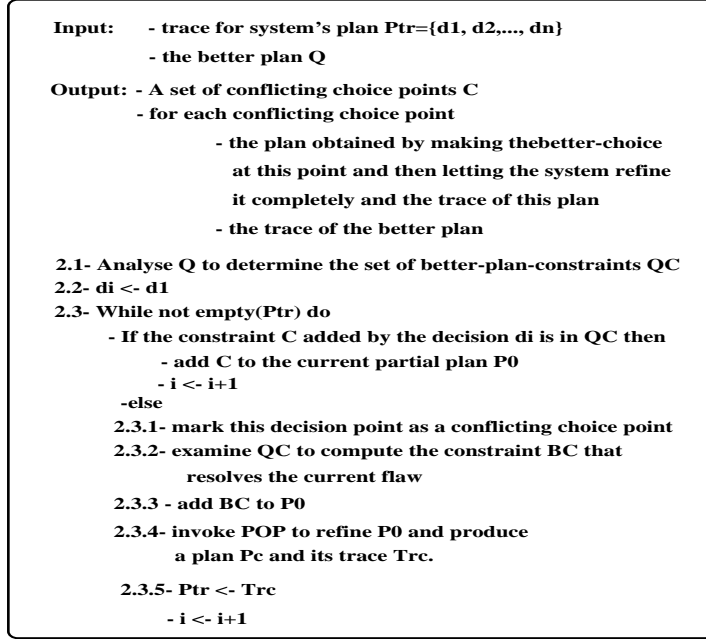 Input: - trace for system's plan Ptr={d1, d2,..., dn}
- the better plan Q
Output: - A set of conflicting choice points C
- for each conflicting choice point
- the plan obtained by making thebetter-choice
at this point and then letting the system refine
it completely and the trace of this plan
- the trace of the better plan
2.1- Analyse Q to determine the set of better-plan-constraints QC
2.2- di <- d1
2.3- While not empty(Ptr) do
- If the constraint C added by the decision di is in QC then
- add C to the current partial plan P0
- i <- i+1
-else
2.3.1- mark this decision point as a conflicting choice point
2.3.2- examine QC to compute the constraint BC that
resolves the current flaw
2.3.3 - add BC to P0
2.3.4- invoke POP to refine P0 and produce
a plan Pc and its trace Trc.
2.3.5- Ptr <- Trc
- i <- i+1